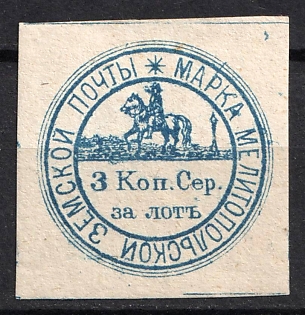 МАРКА МЕЛИТОПОЛЬСКОЙ ЗЕМСКОЙ ПОЧТЫ *
3 Коп. Сер.
за лотъ